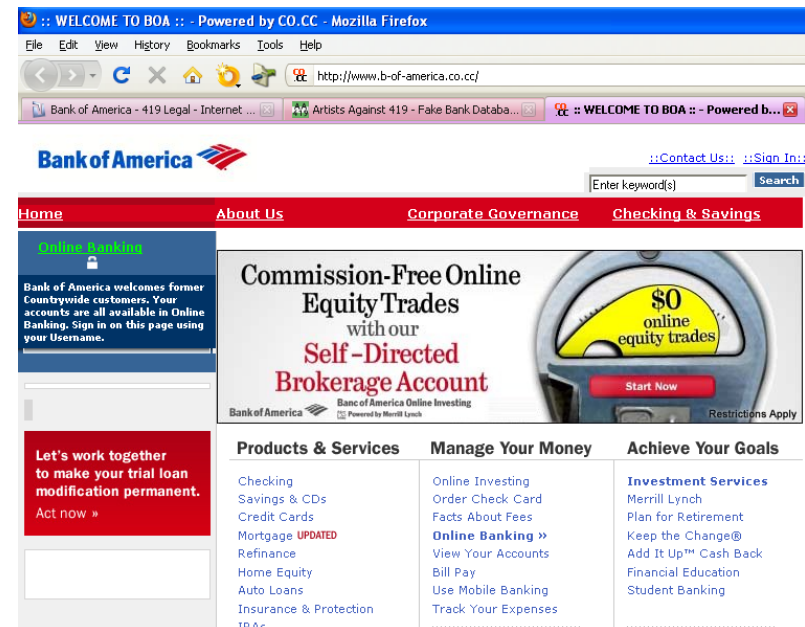 :: WELCOME TO BOA :: - Powered by CO.CC - Mozilla Firefox
File Edit View History Bookmarks Tools Help
http://www.b-of-america.co.cc/
Bank of America - 419 Legal - Internet ... Artists Against 419 - Fake Bank Databa... :: WELCOME TO BOA :: - Powered b...
Bank of America
::Contact Us:: ::Sign In::
Enter keyword(s) Search
Home About Us Corporate Governance Checking & Savings
Online Banking
Bank of America welcomes former
Countrywide customers. Your
accounts are all available in Online
Banking. Sign in on this page using
your Username.
Commission-Free Online
Equity Trades
with our
Self-Directed
Brokerage Account
Bank of America Banc of America Online Investing
Powered by Merrill Lynch
$0
online
equity trades
Start Now
Restrictions Apply
Let's work together
to make your trial loan
modification permanent.
Act now »
Products & Services
Checking
Savings & CDs
Credit Cards
Mortgage UPDATED
Refinance
Home Equity
Auto Loans
Insurance & Protection
IRAs
Manage Your Money
Online Investing
Order Check Card
Facts About Fees
Online Banking »
View Your Accounts
Bill Pay
Use Mobile Banking
Track Your Expenses
Achieve Your Goals
Investment Services
Merrill Lynch
Plan for Retirement
Keep the Change®
Add It Up™ Cash Back
Financial Education
Student Banking